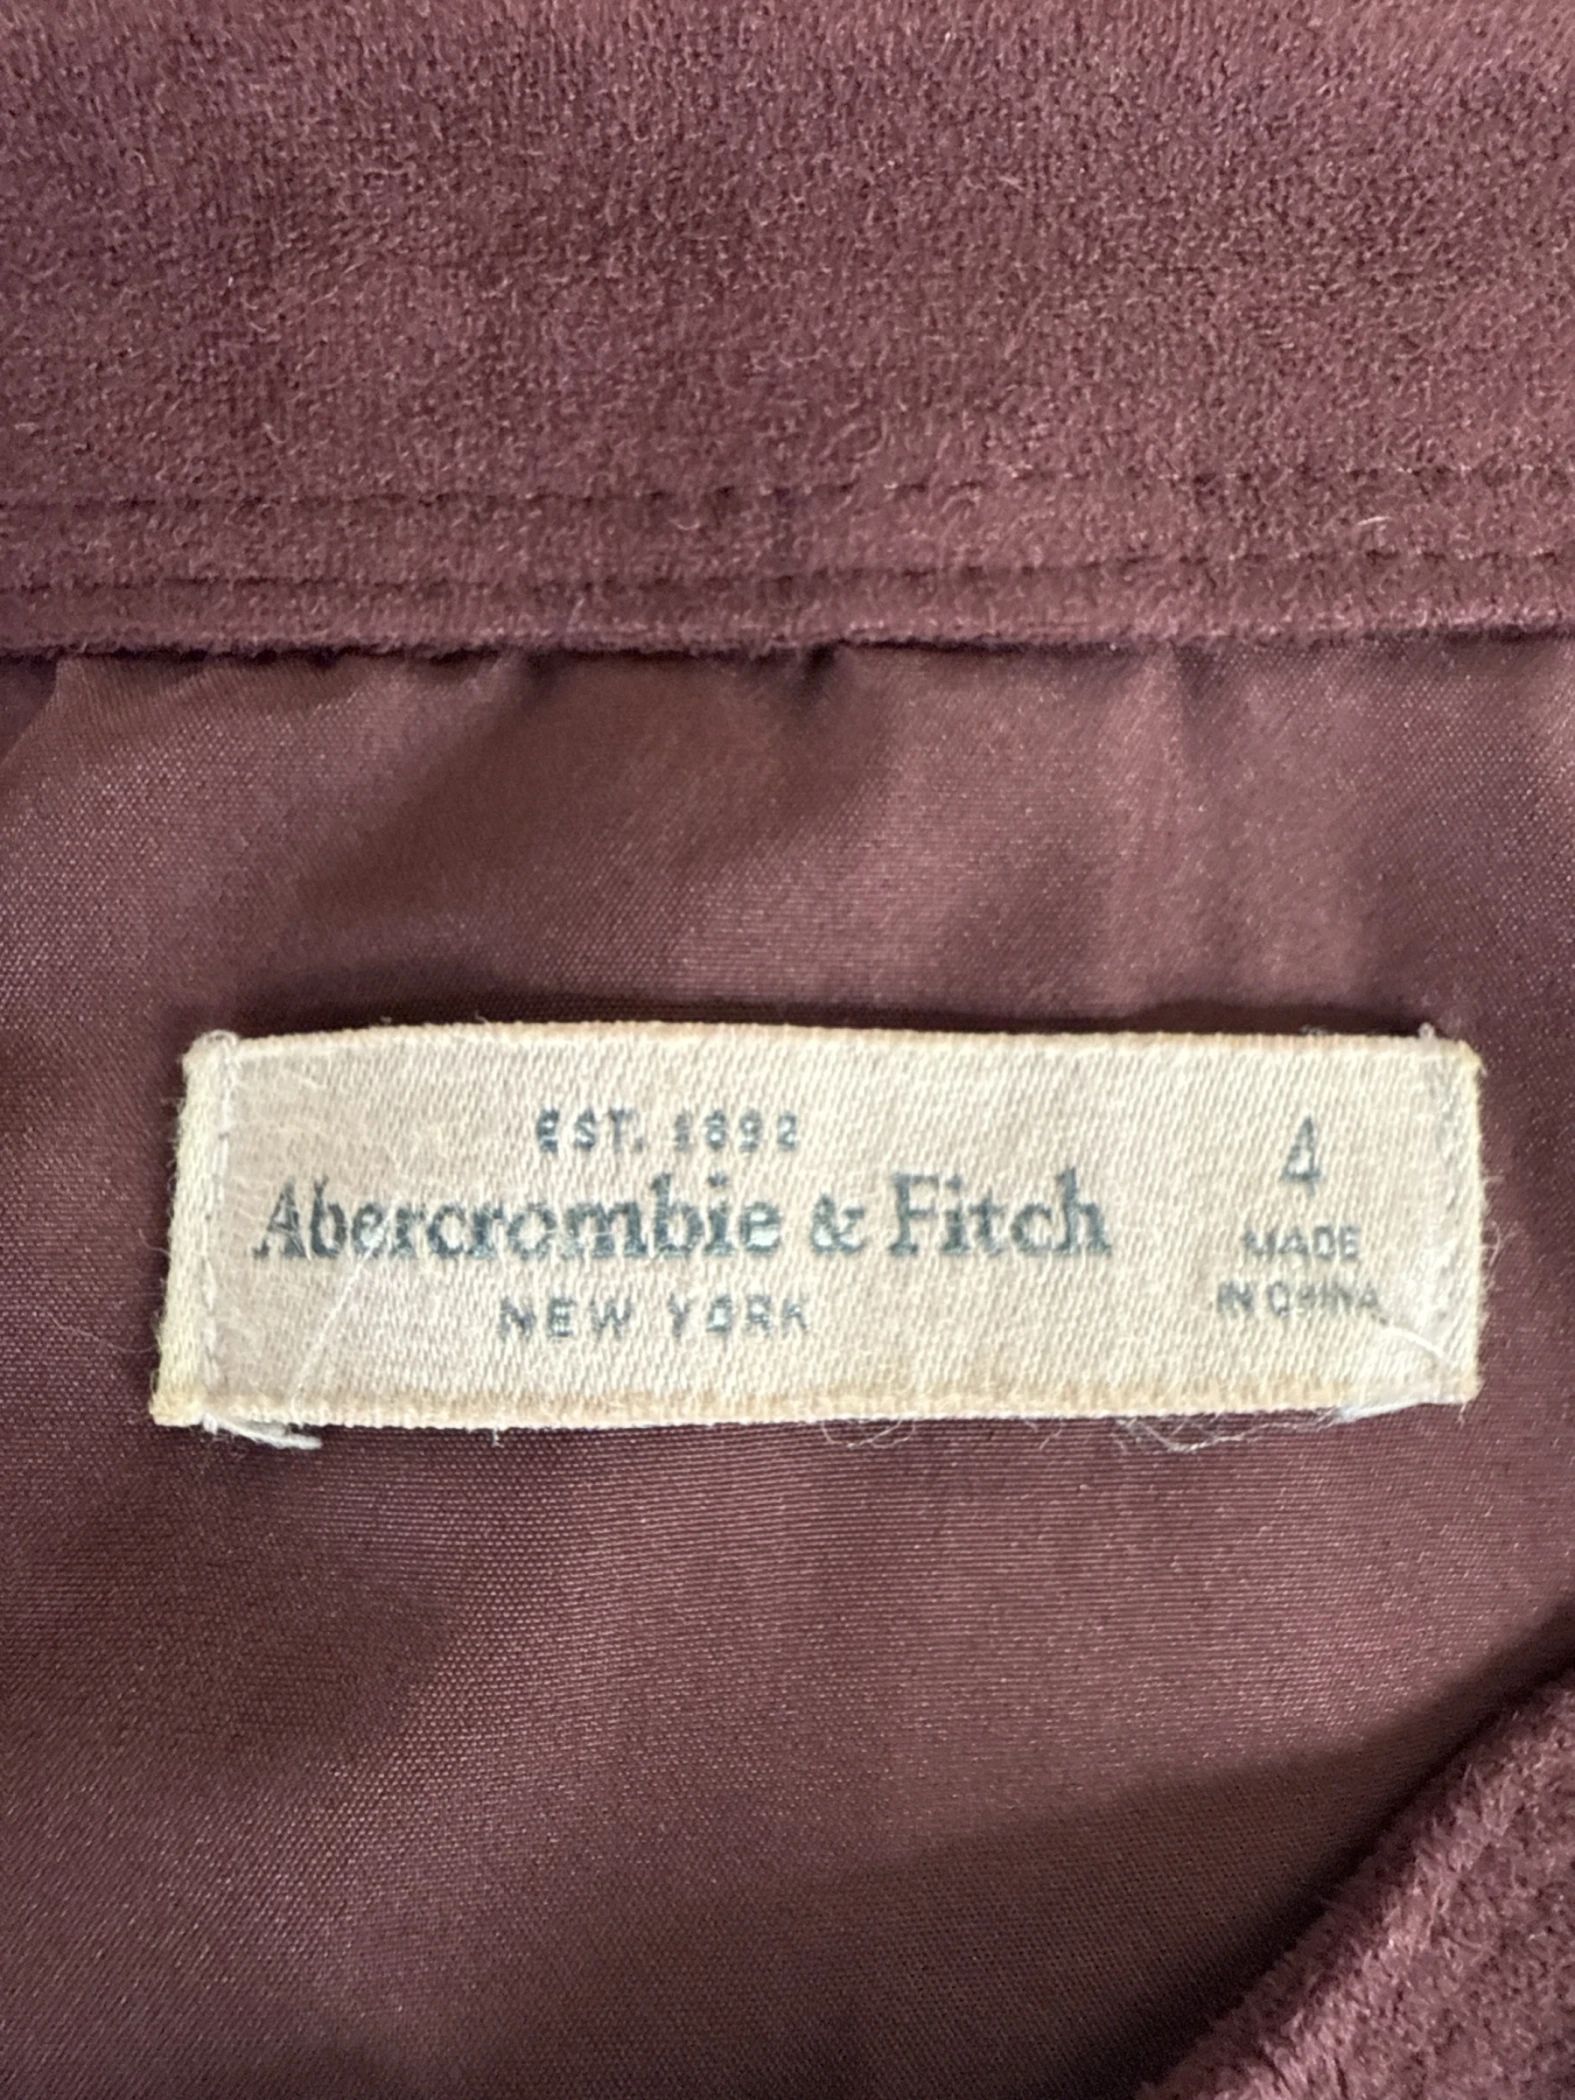 EST. 1892
Abercrombie & Fitch
NEW YORK
4
MADE
IN CHINA